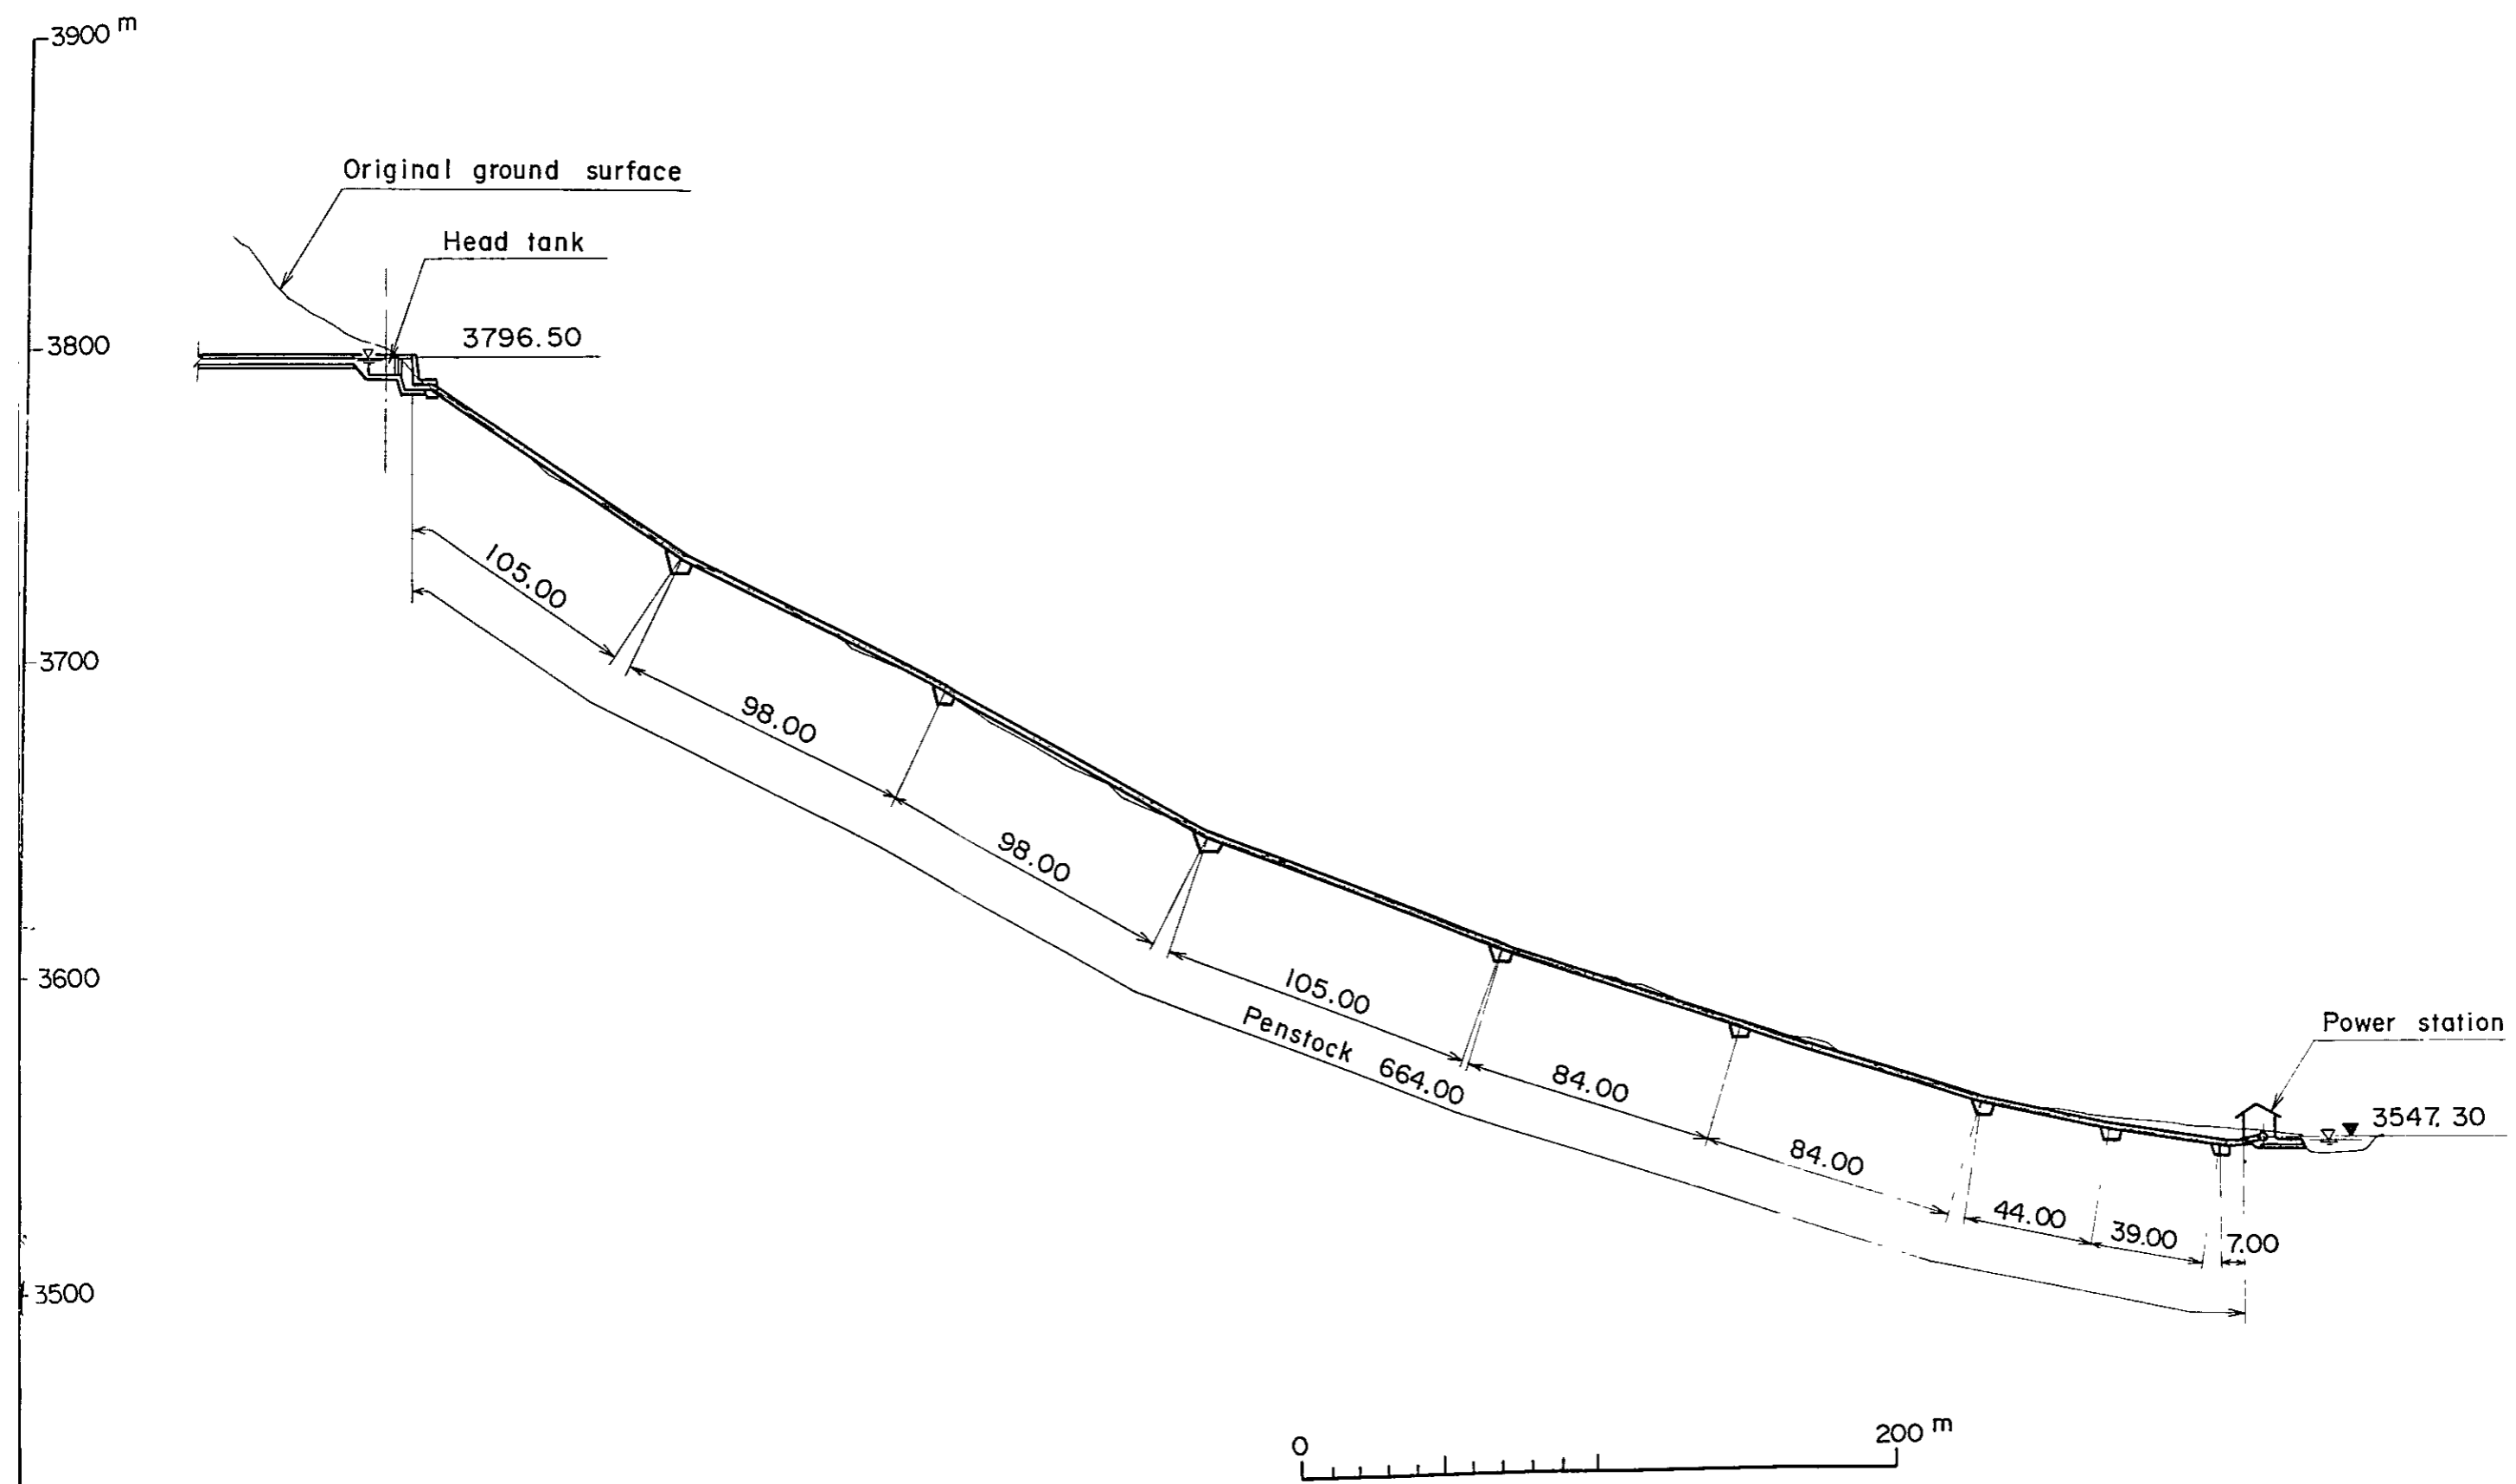 3900 m
Original ground surface
Head tank
3796.50
3800
105.00
3700
98.00
98.00
3600
105.00
Penstock 664.00
Power station
84.00
3547.30
84.00
44.00
39.00
7.00
3500
0
200 m